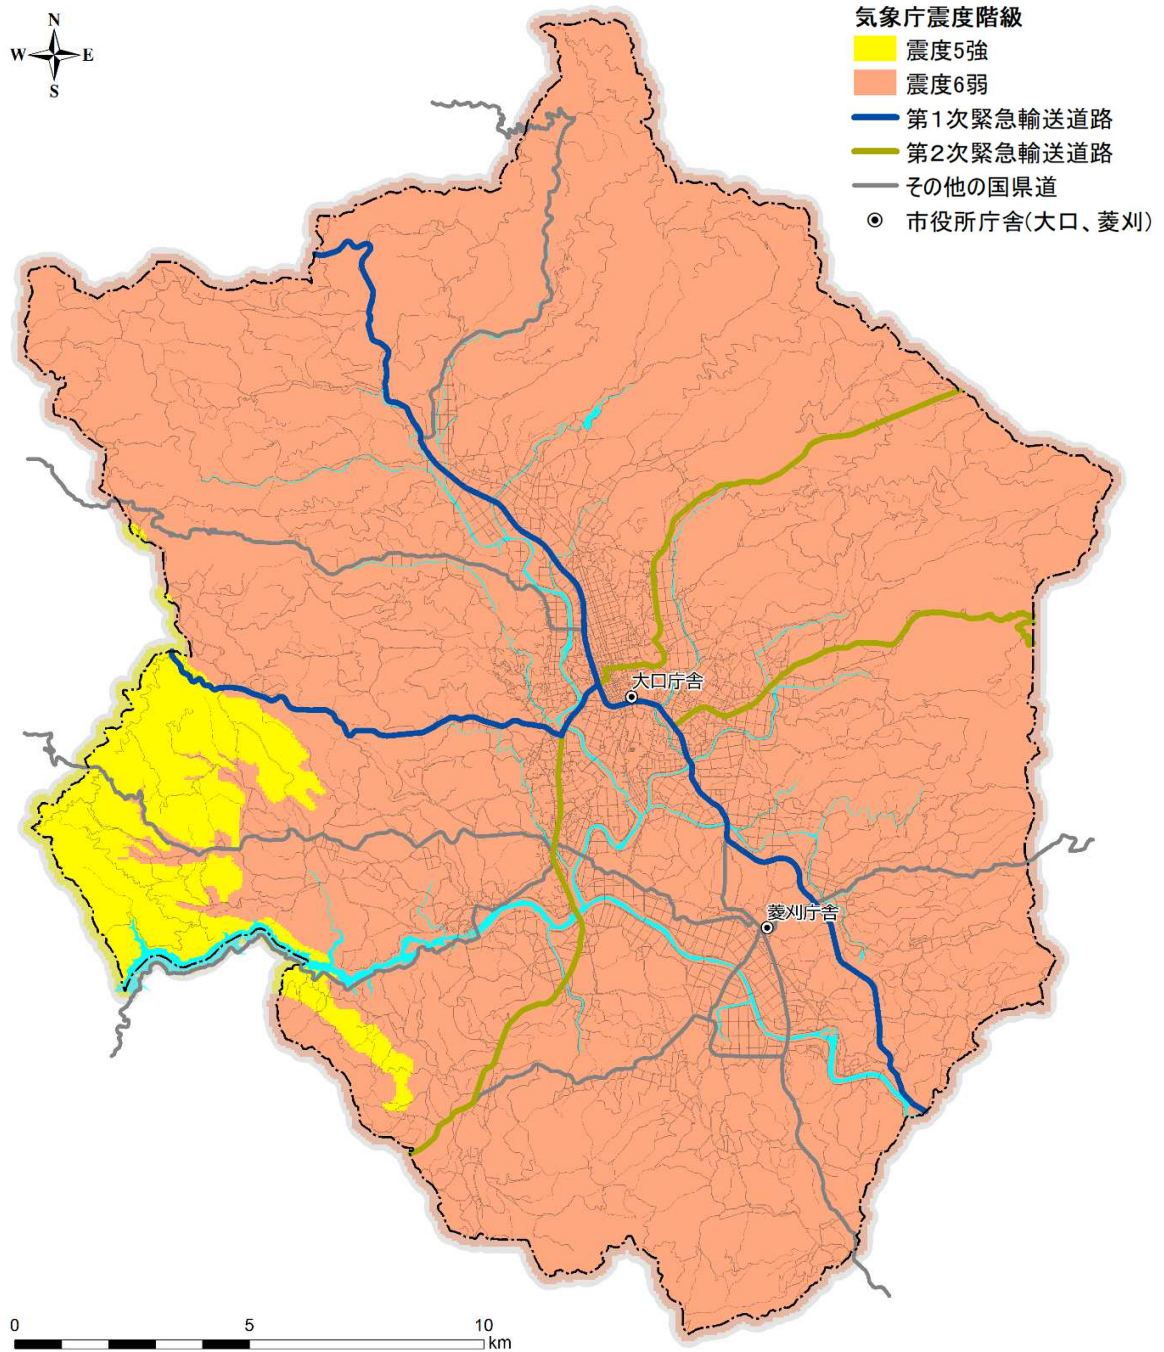 気象庁震度階級
震度5強
震度6弱
第1次緊急輸送道路
第2次緊急輸送道路
その他の国県道
市役所庁舎(大口、菱刈)
N
W
E
S
大口庁舎
菱刈庁舎
0
5
10
km